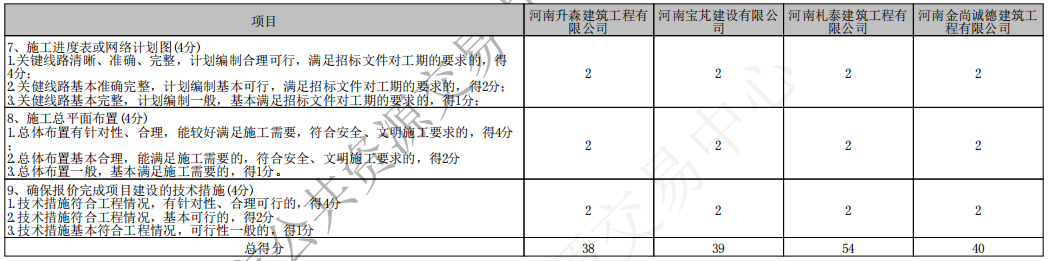 项目
河南升森建筑工程有
限公司
河南宝芃建设有限公
司
河南札泰建筑工程有
限公司
河南金尚诚德建筑工
程有限公司
7、施工进度表或网络计划图(4分)
1.关键线路清晰、准确、完整，计划编制合理可行，满足招标文件对工期的要求的，得
4分；
2.关健线路基本准确完整，计划编制基本可行，满足招标文件对工期的要求的，得2分；
3.关健线路基本完整，计划编制一般，基本满足招标文件对工期的要求的，得1分；
2 2 2 2
8、施工总平面布置(4分)
1.总体布置有针对性、合理，能较好满足施工需要，符合安全、文明施工要求的，得4分
；
2.总体布置基本合理，能满足施工需要的，符合安全、文明施工要求的，得2分
3.总体布置一般，基本满足施工需要的，得1分。
2 2 2 2
9、确保报价完成项目建设的技术措施(4分)
1.技术措施符合工程情况，有针对性、合理可行的，得4分
2.技术措施符合工程情况，基本可行的，得2分
3.技术措施基本符合工程情况，可行性一般的，得1分
2 2 2 2
总得分 38 39 54 40
公共资源交易
交易中心